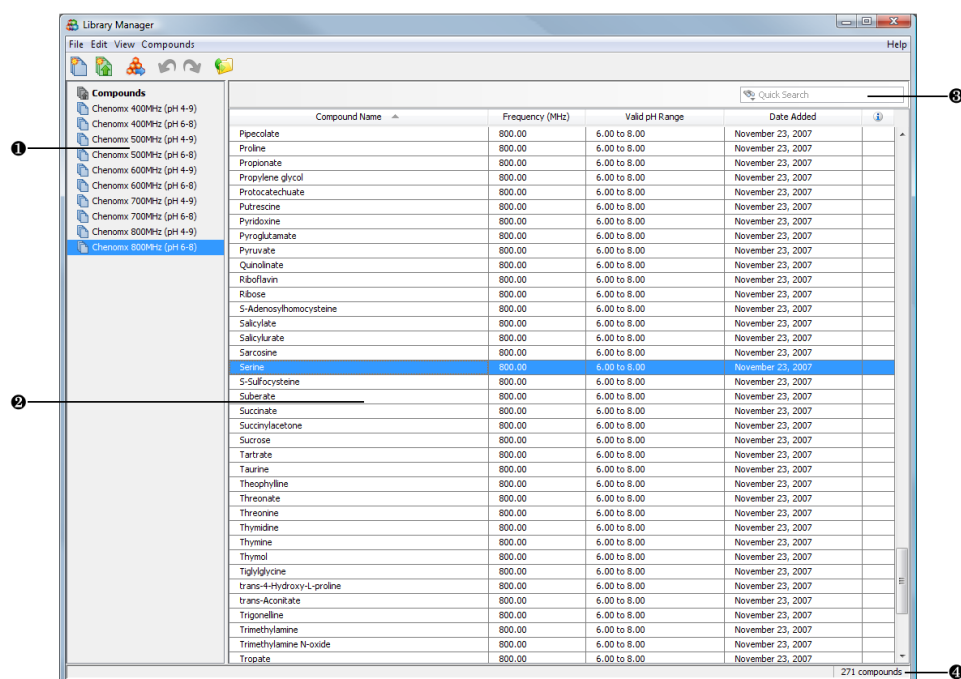 Library Manager
File Edit View Compounds Help
Quick Search ❸
Compounds
Chenomx 400MHz (pH 4-9)
Chenomx 400MHz (pH 6-8)
❶ Chenomx 500MHz (pH 4-9)
Chenomx 500MHz (pH 6-8)
Chenomx 600MHz (pH 4-9)
Chenomx 600MHz (pH 6-8)
Chenomx 700MHz (pH 4-9)
Chenomx 700MHz (pH 6-8)
Chenomx 800MHz (pH 4-9)
Chenomx 800MHz (pH 6-8)
Compound Name Frequency (MHz) Valid pH Range Date Added
Pipecolate 800.00 6.00 to 8.00 November 23, 2007
Proline 800.00 6.00 to 8.00 November 23, 2007
Propionate 800.00 6.00 to 8.00 November 23, 2007
Propylene glycol 800.00 6.00 to 8.00 November 23, 2007
Protocatechuate 800.00 6.00 to 8.00 November 23, 2007
Putrescine 800.00 6.00 to 8.00 November 23, 2007
Pyridoxine 800.00 6.00 to 8.00 November 23, 2007
Pyroglutamate 800.00 6.00 to 8.00 November 23, 2007
Pyruvate 800.00 6.00 to 8.00 November 23, 2007
Quinolinate 800.00 6.00 to 8.00 November 23, 2007
Riboflavin 800.00 6.00 to 8.00 November 23, 2007
Ribose 800.00 6.00 to 8.00 November 23, 2007
S-Adenosylhomocysteine 800.00 6.00 to 8.00 November 23, 2007
Salicylate 800.00 6.00 to 8.00 November 23, 2007
Salicylurate 800.00 6.00 to 8.00 November 23, 2007
Sarcosine 800.00 6.00 to 8.00 November 23, 2007
Serine 800.00 6.00 to 8.00 November 23, 2007
S-Sulfocysteine 800.00 6.00 to 8.00 November 23, 2007
❷ Suberate 800.00 6.00 to 8.00 November 23, 2007
Succinate 800.00 6.00 to 8.00 November 23, 2007
Succinylacetone 800.00 6.00 to 8.00 November 23, 2007
Sucrose 800.00 6.00 to 8.00 November 23, 2007
Tartrate 800.00 6.00 to 8.00 November 23, 2007
Taurine 800.00 6.00 to 8.00 November 23, 2007
Theophylline 800.00 6.00 to 8.00 November 23, 2007
Threonate 800.00 6.00 to 8.00 November 23, 2007
Threonine 800.00 6.00 to 8.00 November 23, 2007
Thymidine 800.00 6.00 to 8.00 November 23, 2007
Thymine 800.00 6.00 to 8.00 November 23, 2007
Thymol 800.00 6.00 to 8.00 November 23, 2007
Tiglylglycine 800.00 6.00 to 8.00 November 23, 2007
trans-4-Hydroxy-L-proline 800.00 6.00 to 8.00 November 23, 2007
trans-Aconitate 800.00 6.00 to 8.00 November 23, 2007
Trigonelline 800.00 6.00 to 8.00 November 23, 2007
Trimethylamine 800.00 6.00 to 8.00 November 23, 2007
Trimethylamine N-oxide 800.00 6.00 to 8.00 November 23, 2007
Tropate 800.00 6.00 to 8.00 November 23, 2007
271 compounds ❹